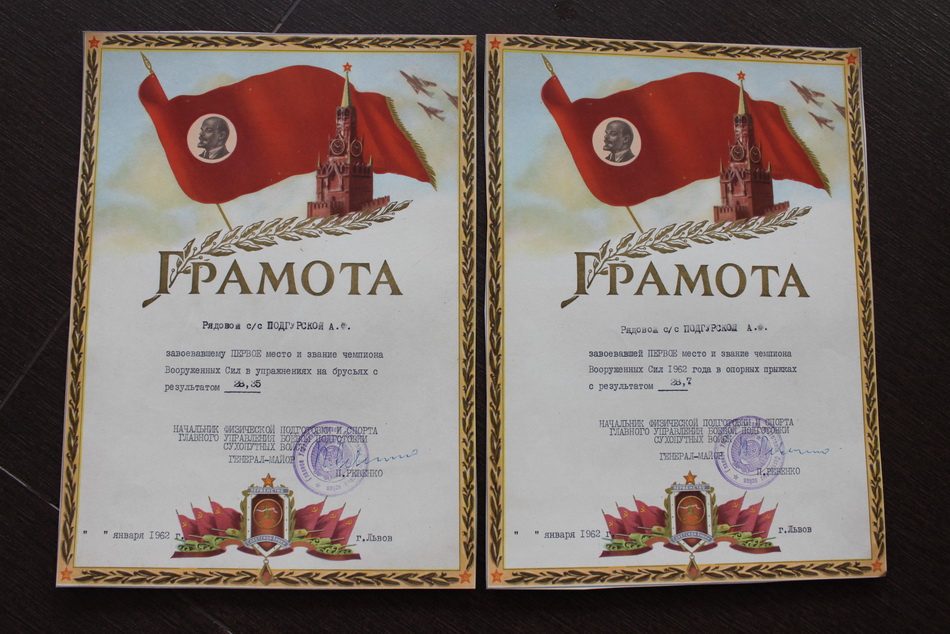 ГРАМОТА
Рядовой с/с ПОДГУРСКОЙ А.Ф.
завоевавшему ПЕРВОЕ место и звание чемпиона
Вооруженных Сил в упражнениях на брусьях с
результатом 28,35
НАЧАЛЬНИК ФИЗИЧЕСКОЙ ПОДГОТОВКИ И СПОРТА
ГЛАВНОГО УПРАВЛЕНИЯ БОЕВОЙ ПОДГОТОВКИ
СУХОПУТНЫХ ВОЙСК
ГЕНЕРАЛ-МАЙОР
П.РЕВЕНКО
" " января 1962 г.
г.Львов
ГРАМОТА
Рядовой с/с ПОДГУРСКОЙ А.Ф.
завоевавшей ПЕРВОЕ место и звание чемпиона
Вооруженных Сил 1962 года в опорных прыжках
с результатом 28,7
НАЧАЛЬНИК ФИЗИЧЕСКОЙ ПОДГОТОВКИ И СПОРТА
ГЛАВНОГО УПРАВЛЕНИЯ БОЕВОЙ ПОДГОТОВКИ
СУХОПУТНЫХ ВОЙСК
ГЕНЕРАЛ-МАЙОР
П.РЕВЕНКО
" " января 1962 г.
г.Львов